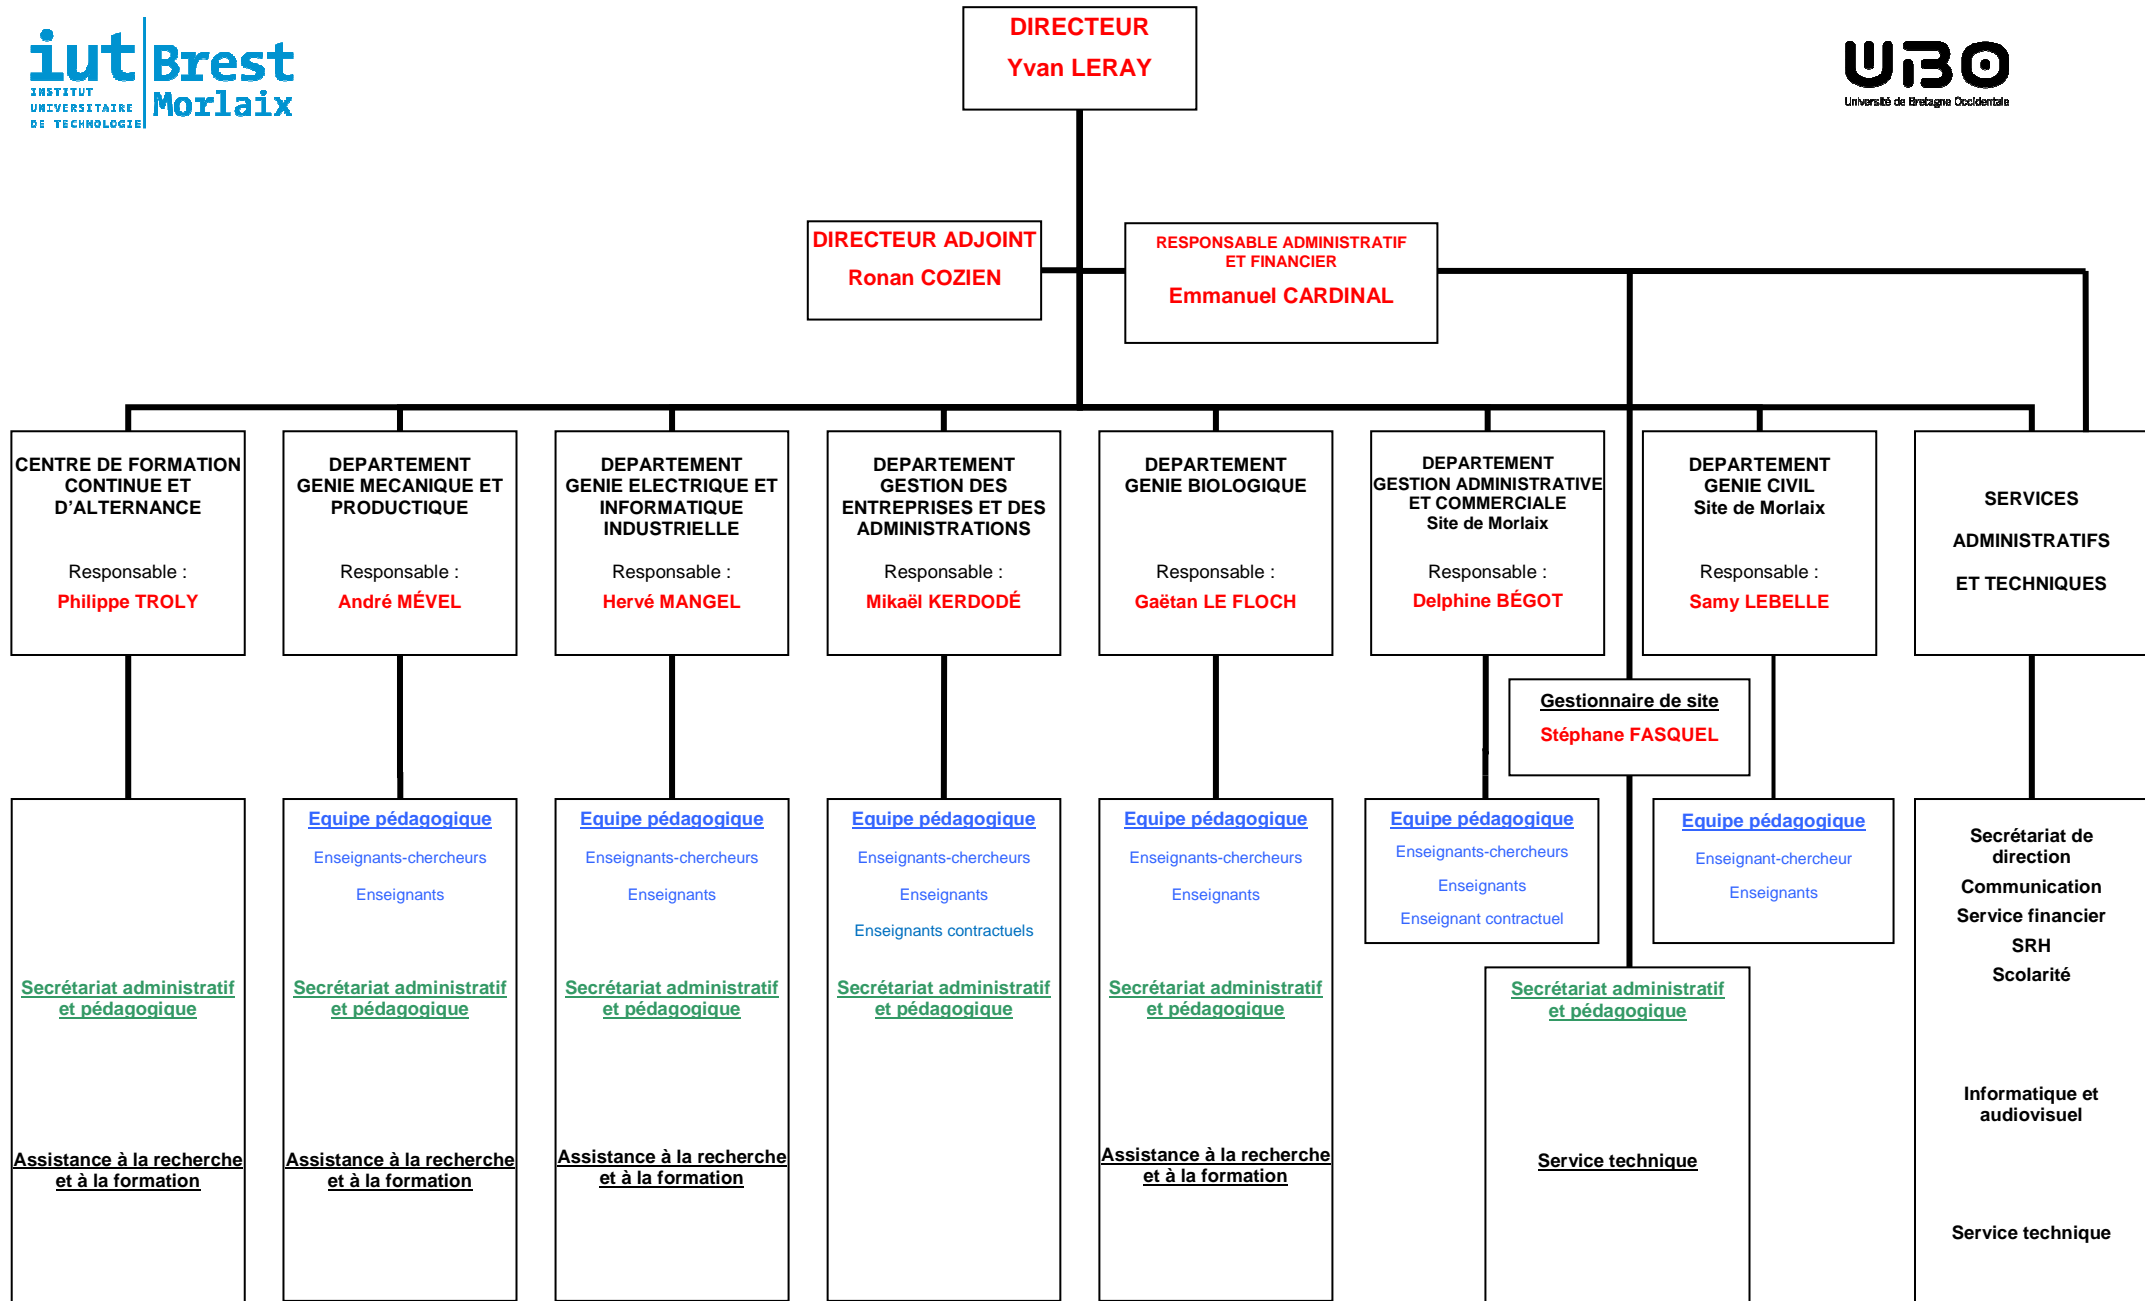 iut Brest
INSTITUT
UNIVERSITAIRE
DE TECHNOLOGIE
Morlaix
DIRECTEUR
Yvan LERAY
UBO
Université de Bretagne Occidentale
DIRECTEUR ADJOINT
Ronan COZIEN
RESPONSABLE ADMINISTRATIF
ET FINANCIER
Emmanuel CARDINAL
CENTRE DE FORMATION
CONTINUE ET
D'ALTERNANCE
Responsable :
Philippe TROLY
DEPARTEMENT
GENIE MECANIQUE ET
PRODUCTIQUE
Responsable :
André MÉVEL
DEPARTEMENT
GENIE ELECTRIQUE ET
INFORMATIQUE
INDUSTRIELLE
Responsable :
Hervé MANGEL
DEPARTEMENT
GESTION DES
ENTREPRISES ET DES
ADMINISTRATIONS
Responsable :
Mikaël KERDODÉ
DEPARTEMENT
GENIE BIOLOGIQUE
Responsable :
Gaëtan LE FLOCH
DEPARTEMENT
GESTION ADMINISTRATIVE
ET COMMERCIALE
Site de Morlaix
Responsable :
Delphine BÉGOT
DEPARTEMENT
GENIE CIVIL
Site de Morlaix
Responsable :
Samy LEBELLE
SERVICES
ADMINISTRATIFS
ET TECHNIQUES
Gestionnaire de site
Stéphane FASQUEL
Secrétariat administratif
et pédagogique
Assistance à la recherche
et à la formation
Equipe pédagogique
Enseignants-chercheurs
Enseignants
Secrétariat administratif
et pédagogique
Assistance à la recherche
et à la formation
Equipe pédagogique
Enseignants-chercheurs
Enseignants
Secrétariat administratif
et pédagogique
Assistance à la recherche
et à la formation
Equipe pédagogique
Enseignants-chercheurs
Enseignants
Enseignants contractuels
Secrétariat administratif
et pédagogique
Equipe pédagogique
Enseignants-chercheurs
Enseignants
Secrétariat administratif
et pédagogique
Assistance à la recherche
et à la formation
Equipe pédagogique
Enseignants-chercheurs
Enseignants
Enseignant contractuel
Equipe pédagogique
Enseignant-chercheur
Enseignants
Secrétariat administratif
et pédagogique
Service technique
Secrétariat de
direction
Communication
Service financier
SRH
Scolarité
Informatique et
audiovisuel
Service technique